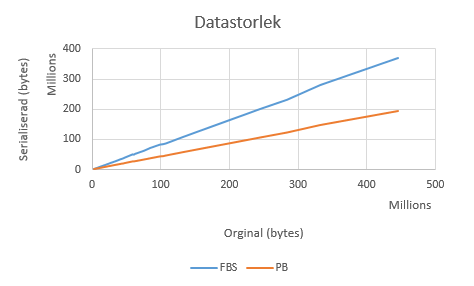 Datastorlek
Serialiserad (bytes)
Millions
400
300
200
100
0
0 100 200 300 400 500
Millions
Orginal (bytes)
FBS PB